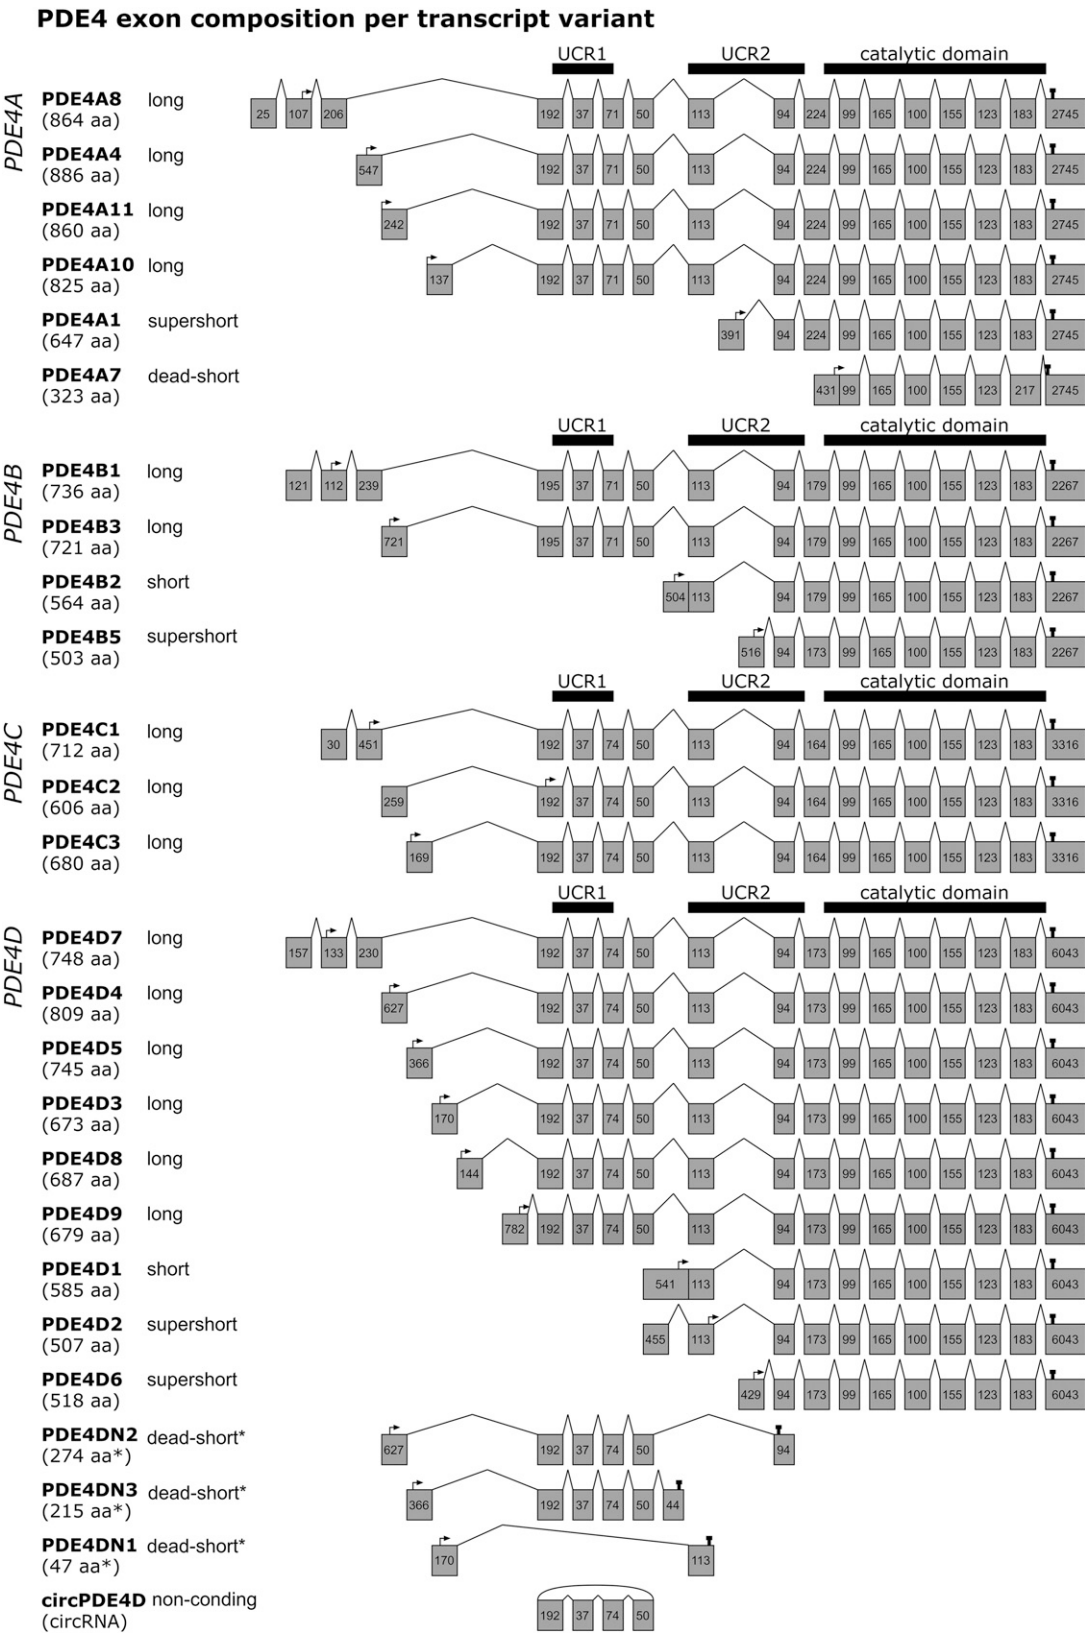 PDE4 exon composition per transcript variant
PDE4A
UCR1 UCR2 catalytic domain
PDE4A8 long
(864 aa)
25 107 206 192 37 71 50 113 94 224 99 165 100 155 123 183 2745
PDE4A4 long
(886 aa)
547 192 37 71 50 113 94 224 99 165 100 155 123 183 2745
PDE4A11 long
(860 aa)
242 192 37 71 50 113 94 224 99 165 100 155 123 183 2745
PDE4A10 long
(825 aa)
137 192 37 71 50 113 94 224 99 165 100 155 123 183 2745
PDE4A1 supershort
(647 aa)
391 94 224 99 165 100 155 123 183 2745
PDE4A7 dead-short
(323 aa)
431 99 165 100 155 123 217 2745
PDE4B
UCR1 UCR2 catalytic domain
PDE4B1 long
(736 aa)
121 112 239 195 37 71 50 113 94 179 99 165 100 155 123 183 2267
PDE4B3 long
(721 aa)
721 195 37 71 50 113 94 179 99 165 100 155 123 183 2267
PDE4B2 short
(564 aa)
504 113 94 179 99 165 100 155 123 183 2267
PDE4B5 supershort
(503 aa)
516 94 173 99 165 100 155 123 183 2267
PDE4C
UCR1 UCR2 catalytic domain
PDE4C1 long
(712 aa)
30 451 192 37 74 50 113 94 164 99 165 100 155 123 183 3316
PDE4C2 long
(606 aa)
259 192 37 74 50 113 94 164 99 165 100 155 123 183 3316
PDE4C3 long
(680 aa)
169 192 37 74 50 113 94 164 99 165 100 155 123 183 3316
PDE4D
UCR1 UCR2 catalytic domain
PDE4D7 long
(748 aa)
157 133 230 192 37 74 50 113 94 173 99 165 100 155 123 183 6043
PDE4D4 long
(809 aa)
627 192 37 74 50 113 94 173 99 165 100 155 123 183 6043
PDE4D5 long
(745 aa)
366 192 37 74 50 113 94 173 99 165 100 155 123 183 6043
PDE4D3 long
(673 aa)
170 192 37 74 50 113 94 173 99 165 100 155 123 183 6043
PDE4D8 long
(687 aa)
144 192 37 74 50 113 94 173 99 165 100 155 123 183 6043
PDE4D9 long
(679 aa)
782 192 37 74 50 113 94 173 99 165 100 155 123 183 6043
PDE4D1 short
(585 aa)
541 113 94 173 99 165 100 155 123 183 6043
PDE4D2 supershort
(507 aa)
455 113 94 173 99 165 100 155 123 183 6043
PDE4D6 supershort
(518 aa)
429 94 173 99 165 100 155 123 183 6043
PDE4DN2 dead-short*
(274 aa*)
627 192 37 74 50 94
PDE4DN3 dead-short*
(215 aa*)
366 192 37 74 50 44
PDE4DN1 dead-short*
(47 aa*)
170 113
circPDE4D non-conding
(circRNA)
192 37 74 50